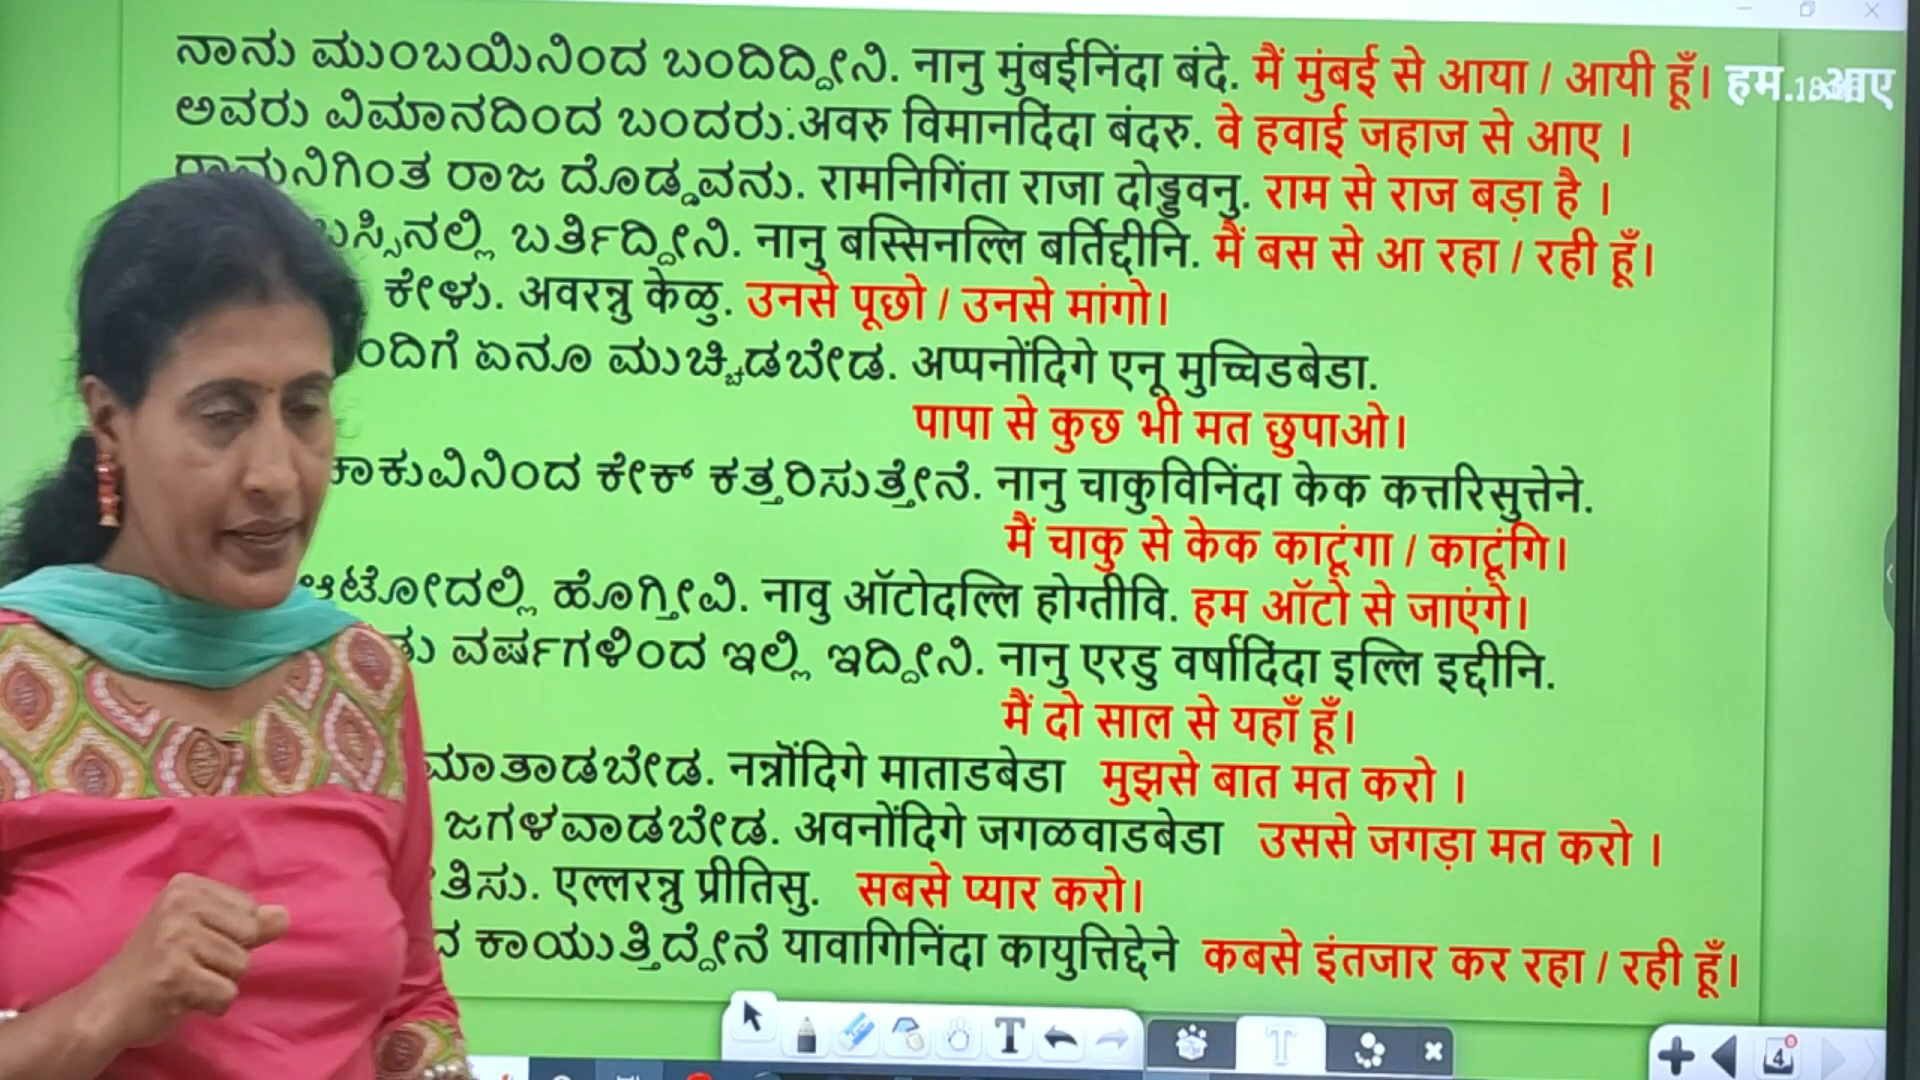 ನಾನು ಮುಂಬಯಿನಿಂದ ಬಂದಿದ್ದೀನಿ. नानु मुंबईनिंदा बंदे. मैं मुंबई से आया / आयी हूँ। हम...आए
ಅವರು ವಿಮಾನದಿಂದ ಬಂದರು. अवरु विमानदिंदा बंदरु. वे हवाई जहाज से आए ।
ರಾಮನಿಗಿಂತ ರಾಜ ದೊಡ್ಡವನು. रामनिगिंता राजा दोड्डवनु. राम से राज बड़ा है ।
ಬಸ್ಸಿನಲ್ಲಿ ಬರ್ತಿದ್ದೀನಿ. नानु बस्सिनल्लि बर्तिद्दीनि. मैं बस से आ रहा / रही हूँ।
ಕೇಳು. अवरन्नु केळु. उनसे पूछो / उनसे मांगो।
ಂದಿಗೆ ಏನೂ ಮುಚ್ಚಿಡಬೇಡ. अप्पनोंदिगे एनू मुच्चिडबेडा.
पापा से कुछ भी मत छुपाओ।
ಚಾಕುವಿನಿಂದ ಕೇಕ್ ಕತ್ತರಿಸುತ್ತೇನೆ. नानु चाकुविनिंदा केक कत्तरिसुत्तेने.
मैं चाकु से केक काटूंगा / काटूंगि।
ಆಟೋದಲ್ಲಿ ಹೊಗ್ತೀವಿ. नावु ऑटोदल्लि होग्तीवि. हम ऑटो से जाएंगे।
ಡು ವರ್ಷಗಳಿಂದ ಇಲ್ಲಿ ಇದ್ದೀನಿ. नानु एरडु वर्षादिंदा इल्लि इद्दीनि.
मैं दो साल से यहाँ हूँ।
ಮಾತಾಡಬೇಡ. नन्नोंदिगे माताडबेडा मुझसे बात मत करो ।
ಜಗಳವಾಡಬೇಡ. अवनोंदिगे जगळवाडबेडा उससे जगड़ा मत करो ।
ತಿಸು. एल्लरन्नु प्रीतिसु. सबसे प्यार करो।
ದ ಕಾಯುತ್ತಿದ್ದೇನೆ यावागिनिंदा कायुत्तिद्देने कबसे इंतजार कर रहा / रही हूँ।